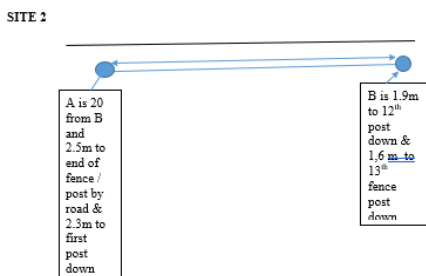 SITE 2
A is 20
from B
and
2.5m to
end of
fence /
post by
road &
2.3m to
first
post
down
B is 1.9m
to 12th
post
down &
1,6 m to
13th
fence
post
down